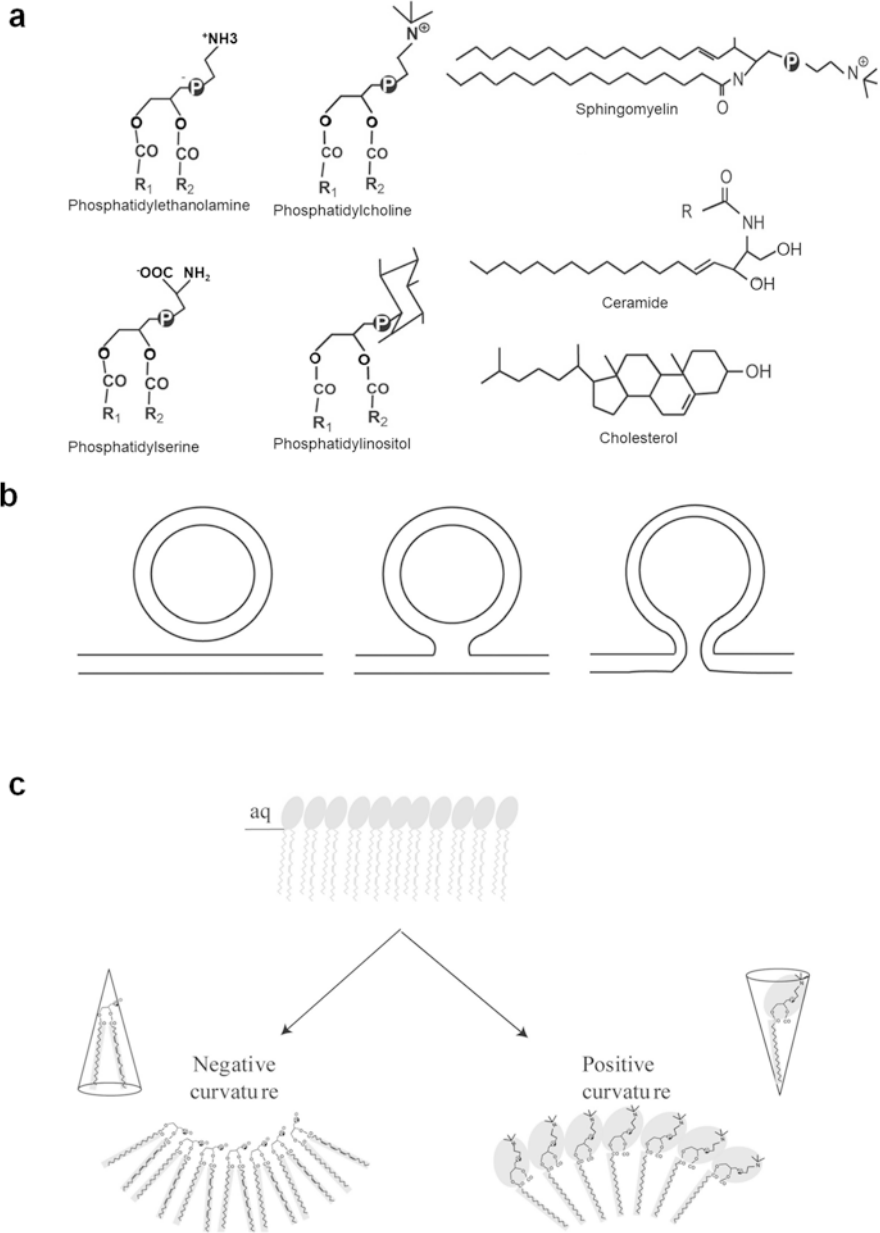 a
⁺NH3
-
P
O
O
CO
CO
R₁
R₂
Phosphatidylethanolamine
N⊕
P
O
O
CO
CO
R₁
R₂
Phosphatidylcholine
P
N⊕
N
O
Sphingomyelin
O
R
NH
OH
OH
Ceramide
⁻OOC NH₂
P
O
O
CO
CO
R₁
R₂
Phosphatidylserine
P
O
O
CO
CO
R₁
R₂
Phosphatidylinositol
OH
Cholesterol
b
c
aq
Negative
curvature
Positive
curvature